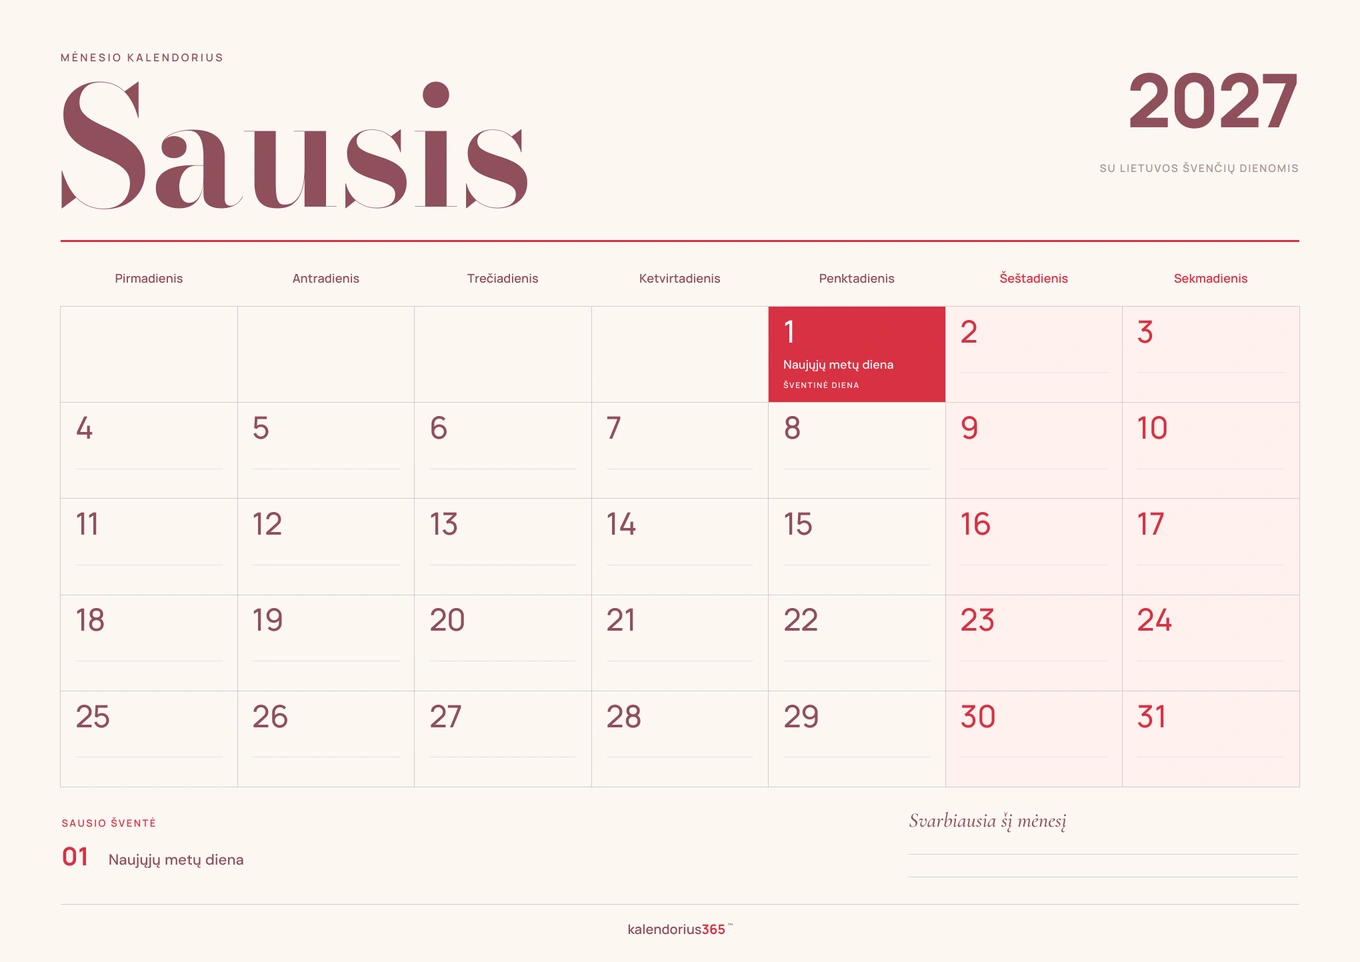 MĖNESIO KALENDORIUS
Sausis
2027
SU LIETUVOS ŠVENČIŲ DIENOMIS
Pirmadienis Antradienis Trečiadienis Ketvirtadienis Penktadienis Šeštadienis Sekmadienis
1 2 3
Naujųjų metų diena
ŠVENTINĖ DIENA
4 5 6 7 8 9 10
11 12 13 14 15 16 17
18 19 20 21 22 23 24
25 26 27 28 29 30 31
SAUSIO ŠVENTĖ
01 Naujųjų metų diena
Svarbiausia šį mėnesį
kalendorius365™